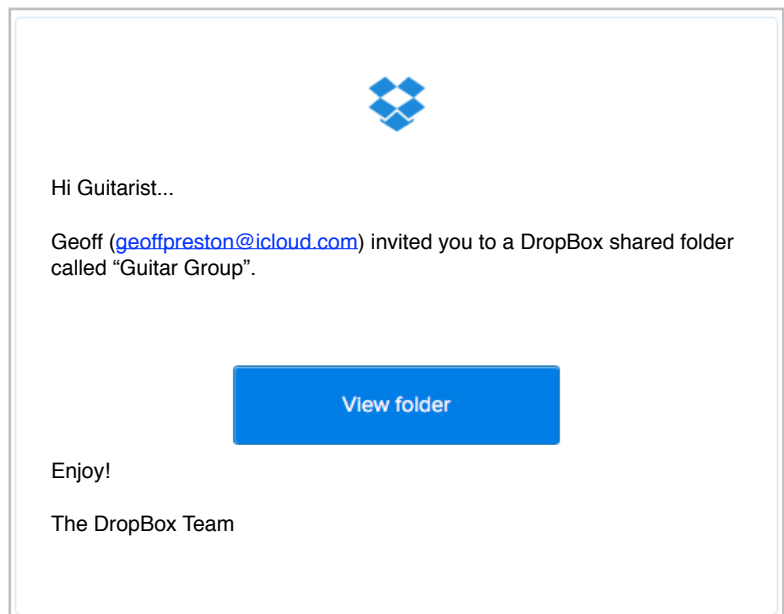 Hi Guitarist...
Geoff (geoffpreston@icloud.com) invited you to a DropBox shared folder
called “Guitar Group”.
View folder
Enjoy!
The DropBox Team